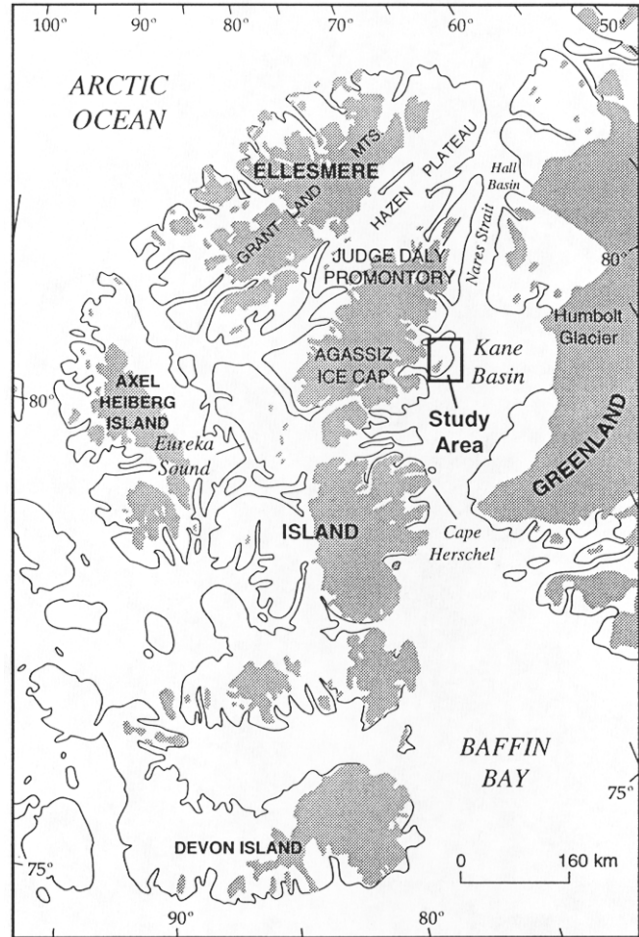 100° 90° 80° 70° 60° 50°
ARCTIC
OCEAN
ELLESMERE
GRANT LAND MTS.
HAZEN PLATEAU
Hall
Basin
Nares Strait
JUDGE DALY
PROMONTORY
80°
Humbolt
Glacier
AGASSIZ
ICE CAP
Kane
Basin
Study
Area
AXEL
HEIBERG
ISLAND
80°
Eureka
Sound
GREENLAND
ISLAND
Cape
Herschel
BAFFIN
BAY
75°
DEVON ISLAND
0 160 km
75°
90° 80°